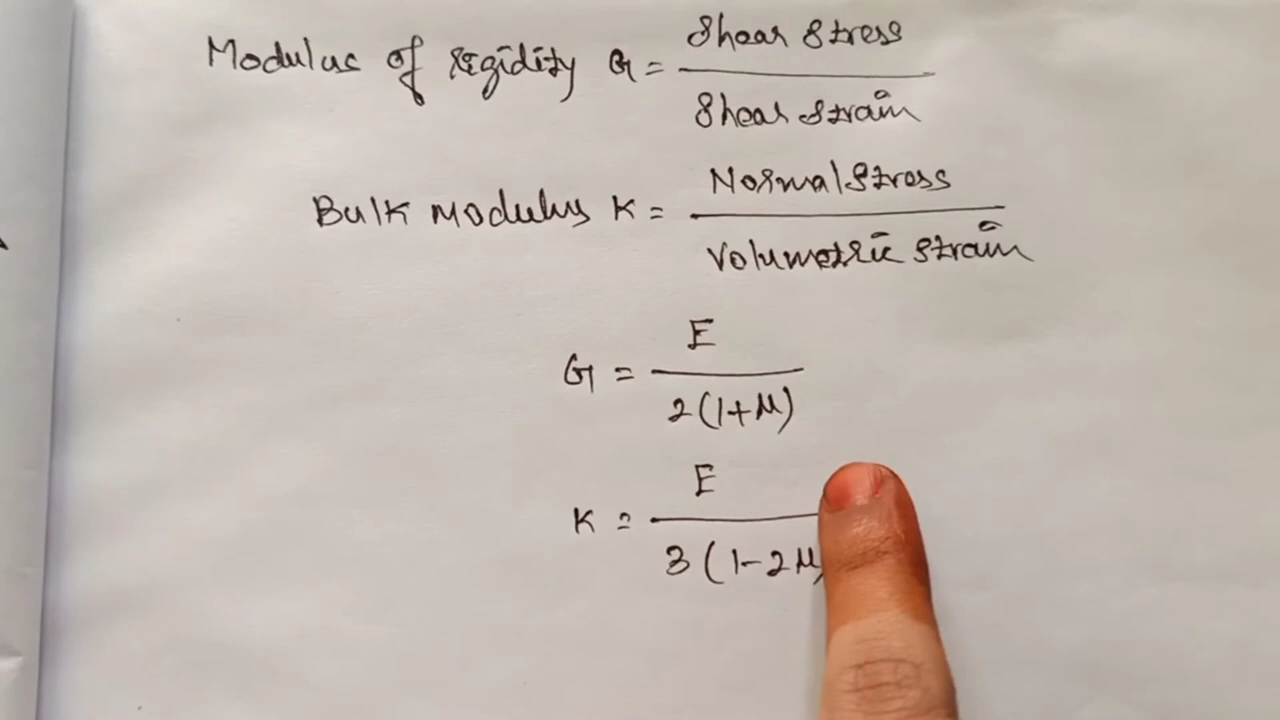 Modulus of rigidity G = Shear Stress / Shear Strain
Bulk Modulus K = Normal Stress / Volumetric Strain
G = E / 2(1+μ)
K = E / 3(1-2μ)